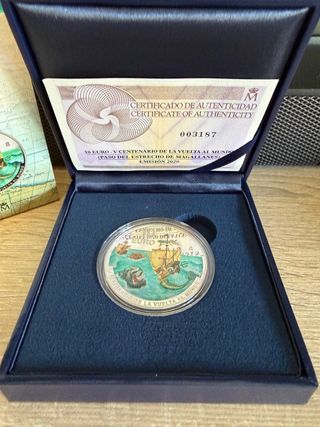 CERTIFICADO DE AUTENTICIDAD
CERTIFICATE OF AUTHENTICITY
003187
10 EURO - V CENTENARIO DE LA VUELTA AL MUNDO
(PASO DEL ESTRECHO DE MAGALLANES)
EMISIÓN 2020
EURO
DE LA VUELTA AL